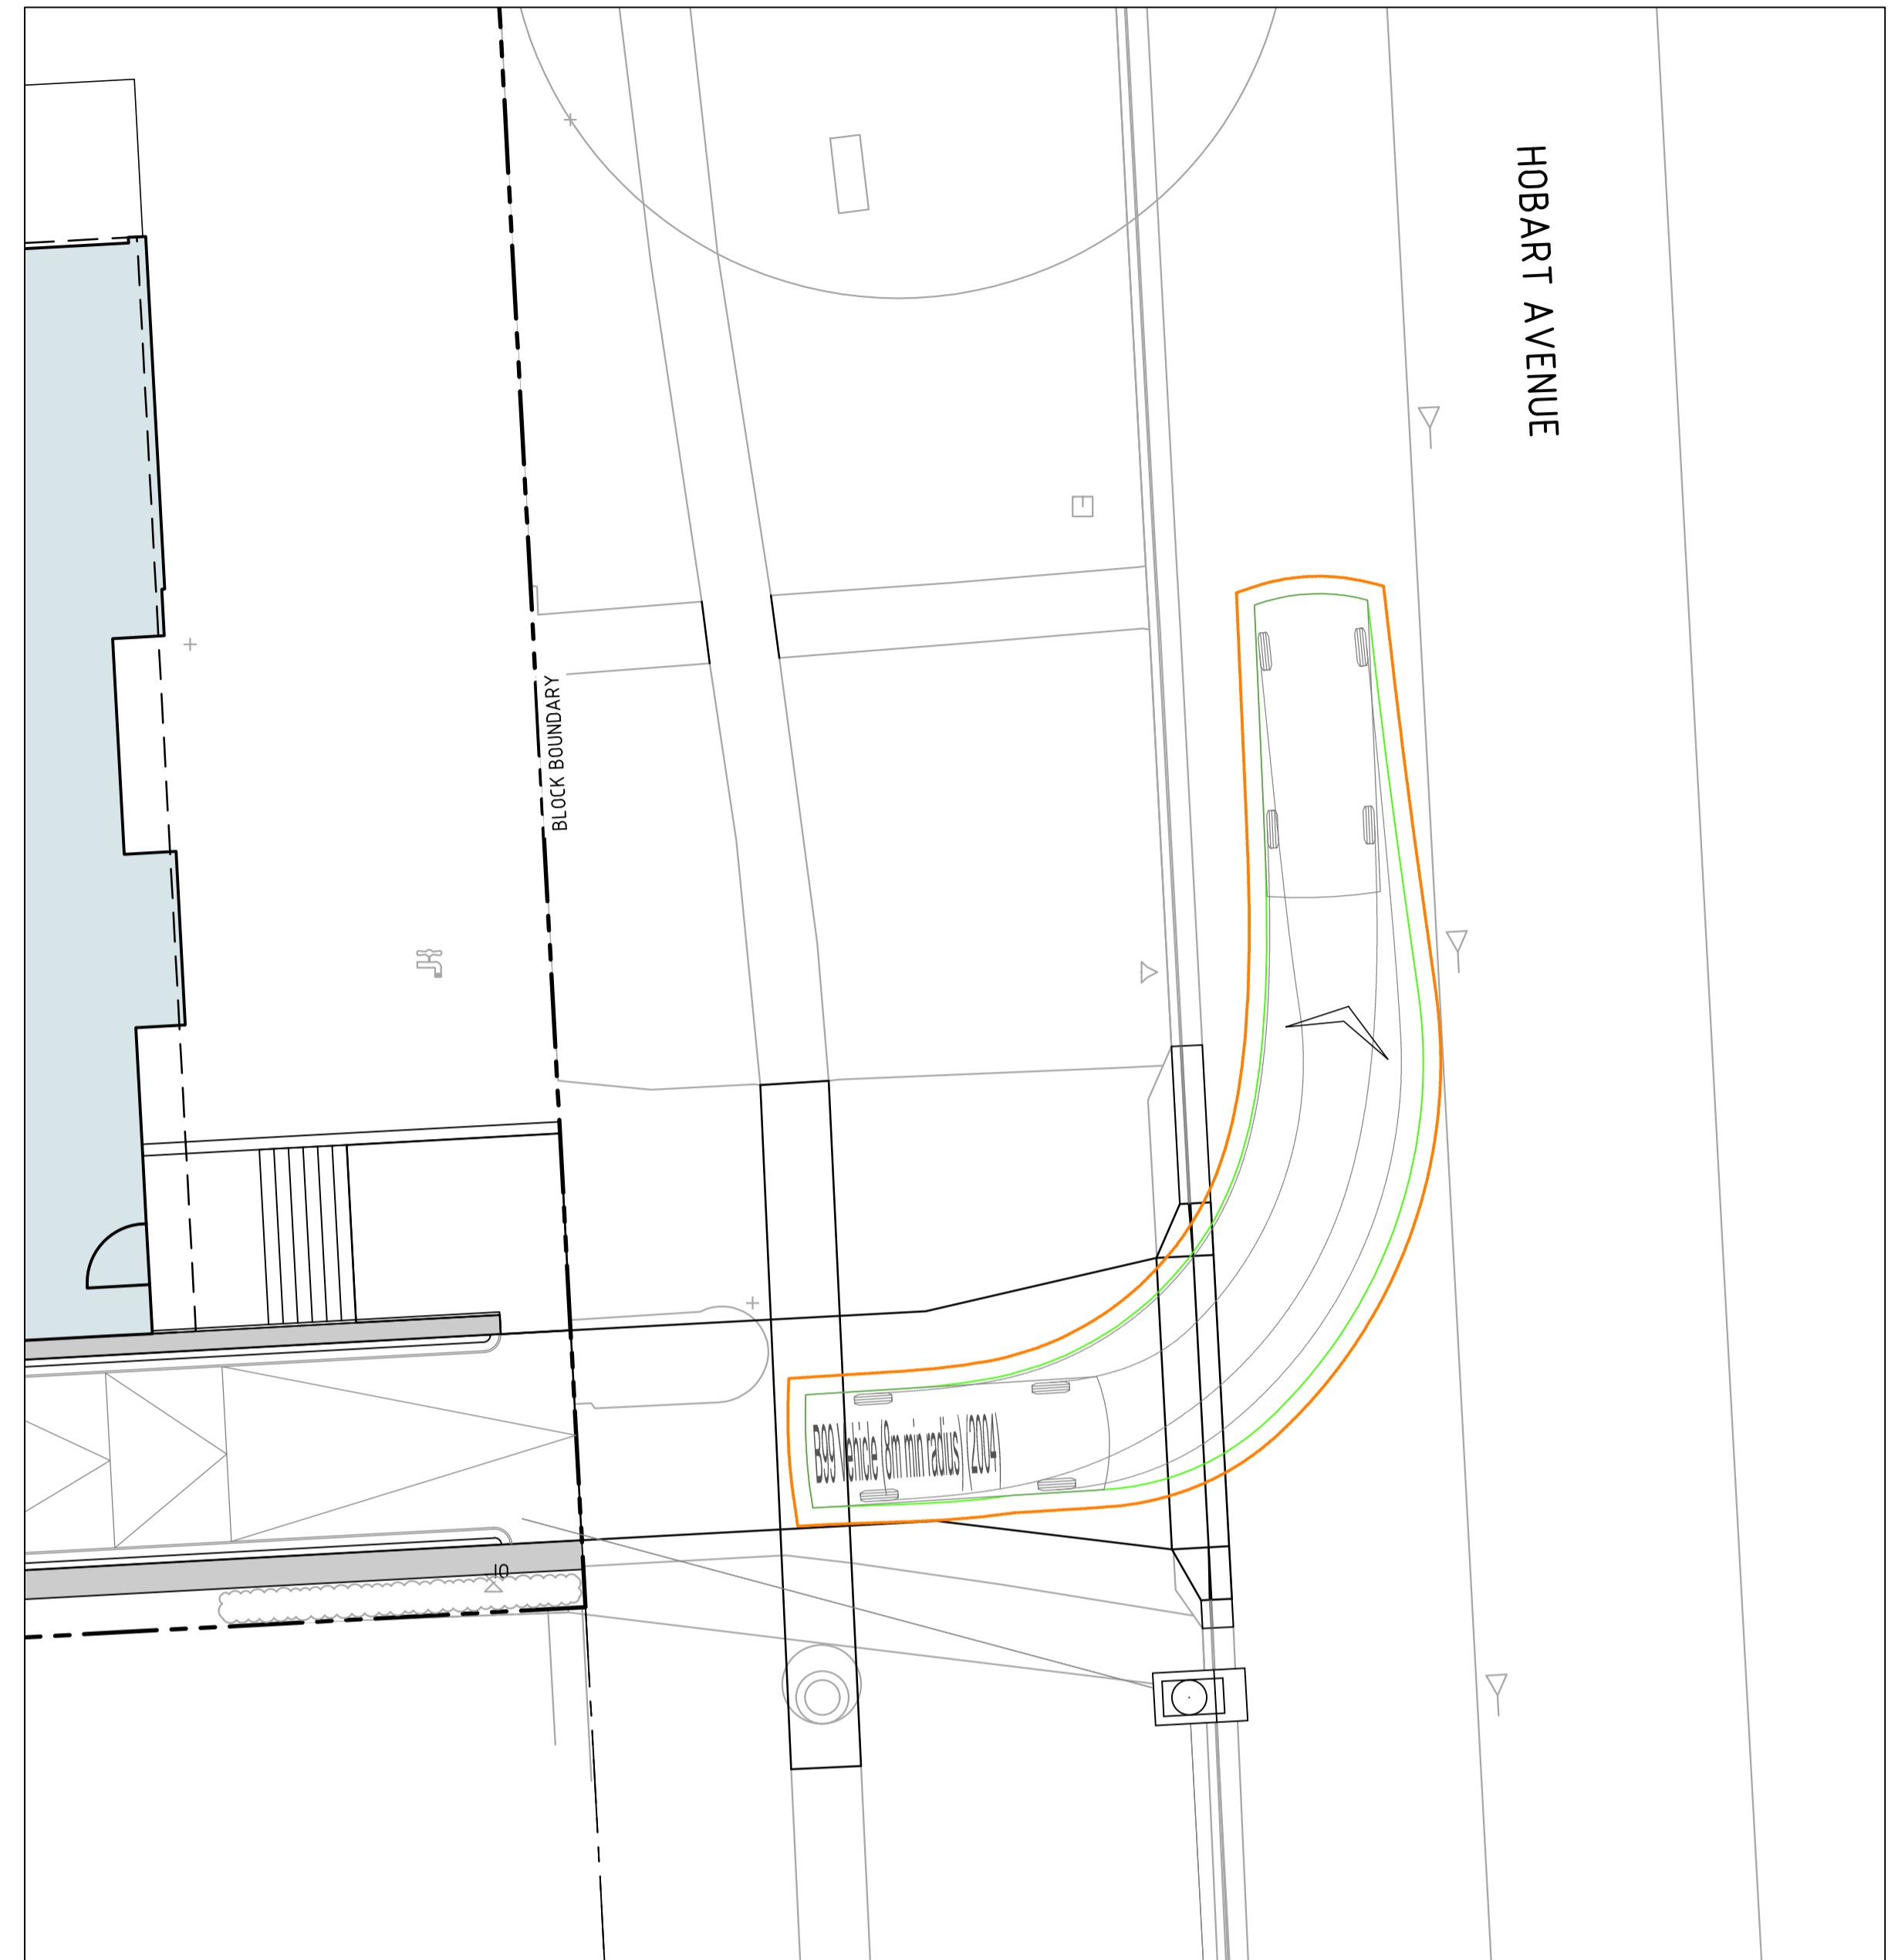 HOBART AVENUE
E
BLOCK BOUNDARY
B99 Vehicle (8m min radius) (2004)
IO